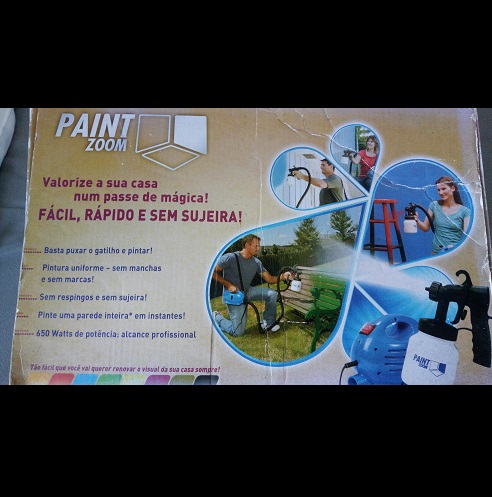 PAINT
ZOOM
Valorize a sua casa
num passe de mágica!
FÁCIL, RÁPIDO E SEM SUJEIRA!
Basta puxar o gatilho e pintar!
Pintura uniforme - sem manchas
e sem marcas!
Sem respingos e sem sujeira!
Pinte uma parede inteira* em instantes!
650 Watts de potência: alcance profissional
Tão fácil que você vai querer renovar o visual da sua casa sempre!
PAINT
ZOOM